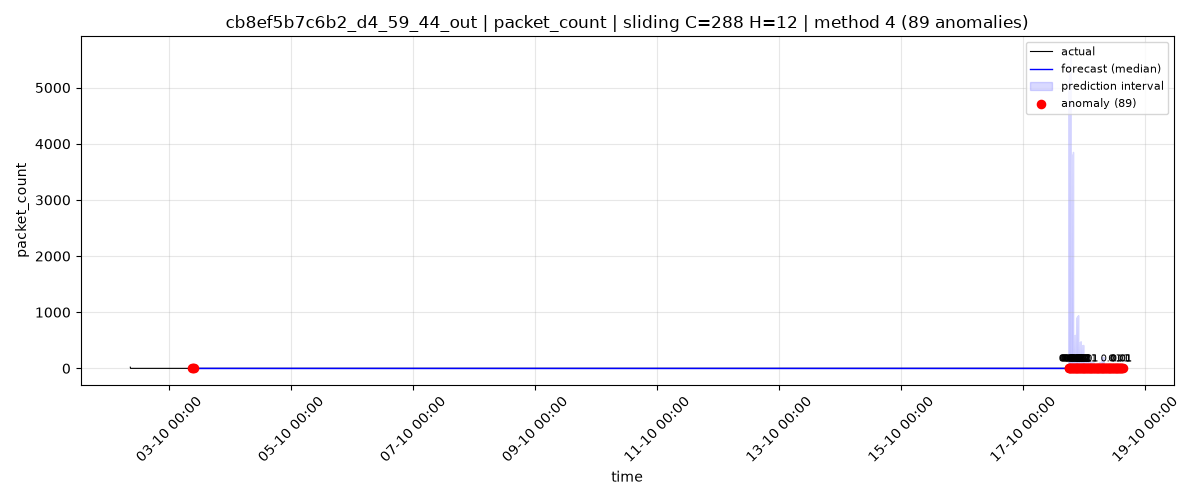 cb8ef5b7c6b2_d4_59_44_out | packet_count | sliding C=288 H=12 | method 4 (89 anomalies)
actual
forecast (median)
prediction interval
anomaly (89)
packet_count
5000
4000
3000
2000
1000
0
03-10 00:00
05-10 00:00
07-10 00:00
09-10 00:00
11-10 00:00
13-10 00:00
15-10 00:00
17-10 00:00
19-10 00:00
time